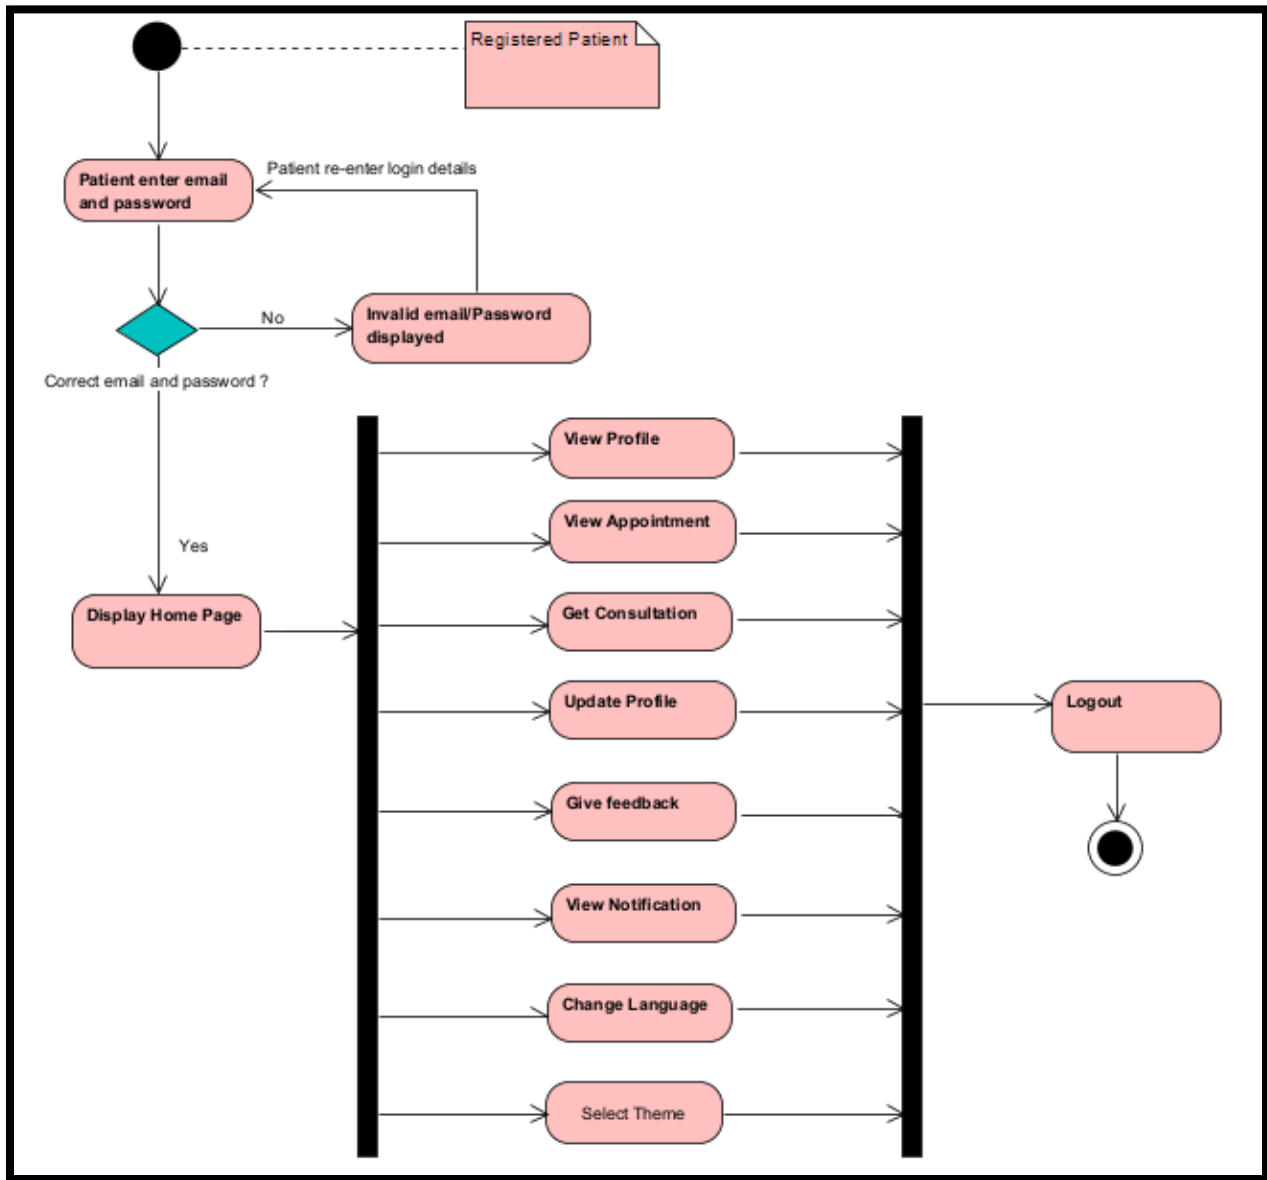 Registered Patient
Patient re-enter login details
Patient enter email
and password
No
Invalid email/Password
displayed
Correct email and password ?
Yes
Display Home Page
View Profile
View Appointment
Get Consultation
Update Profile
Give feedback
View Notification
Change Language
Select Theme
Logout